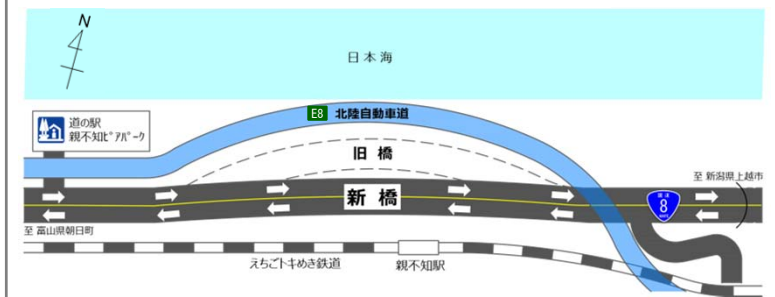 N
日本海
E8 北陸自動車道
道の駅
親不知ﾋﾟｱﾊﾟｰｸ
旧橋
新橋
至 新潟県上越市
8
至 富山県朝日町
えちごトキめき鉄道
親不知駅